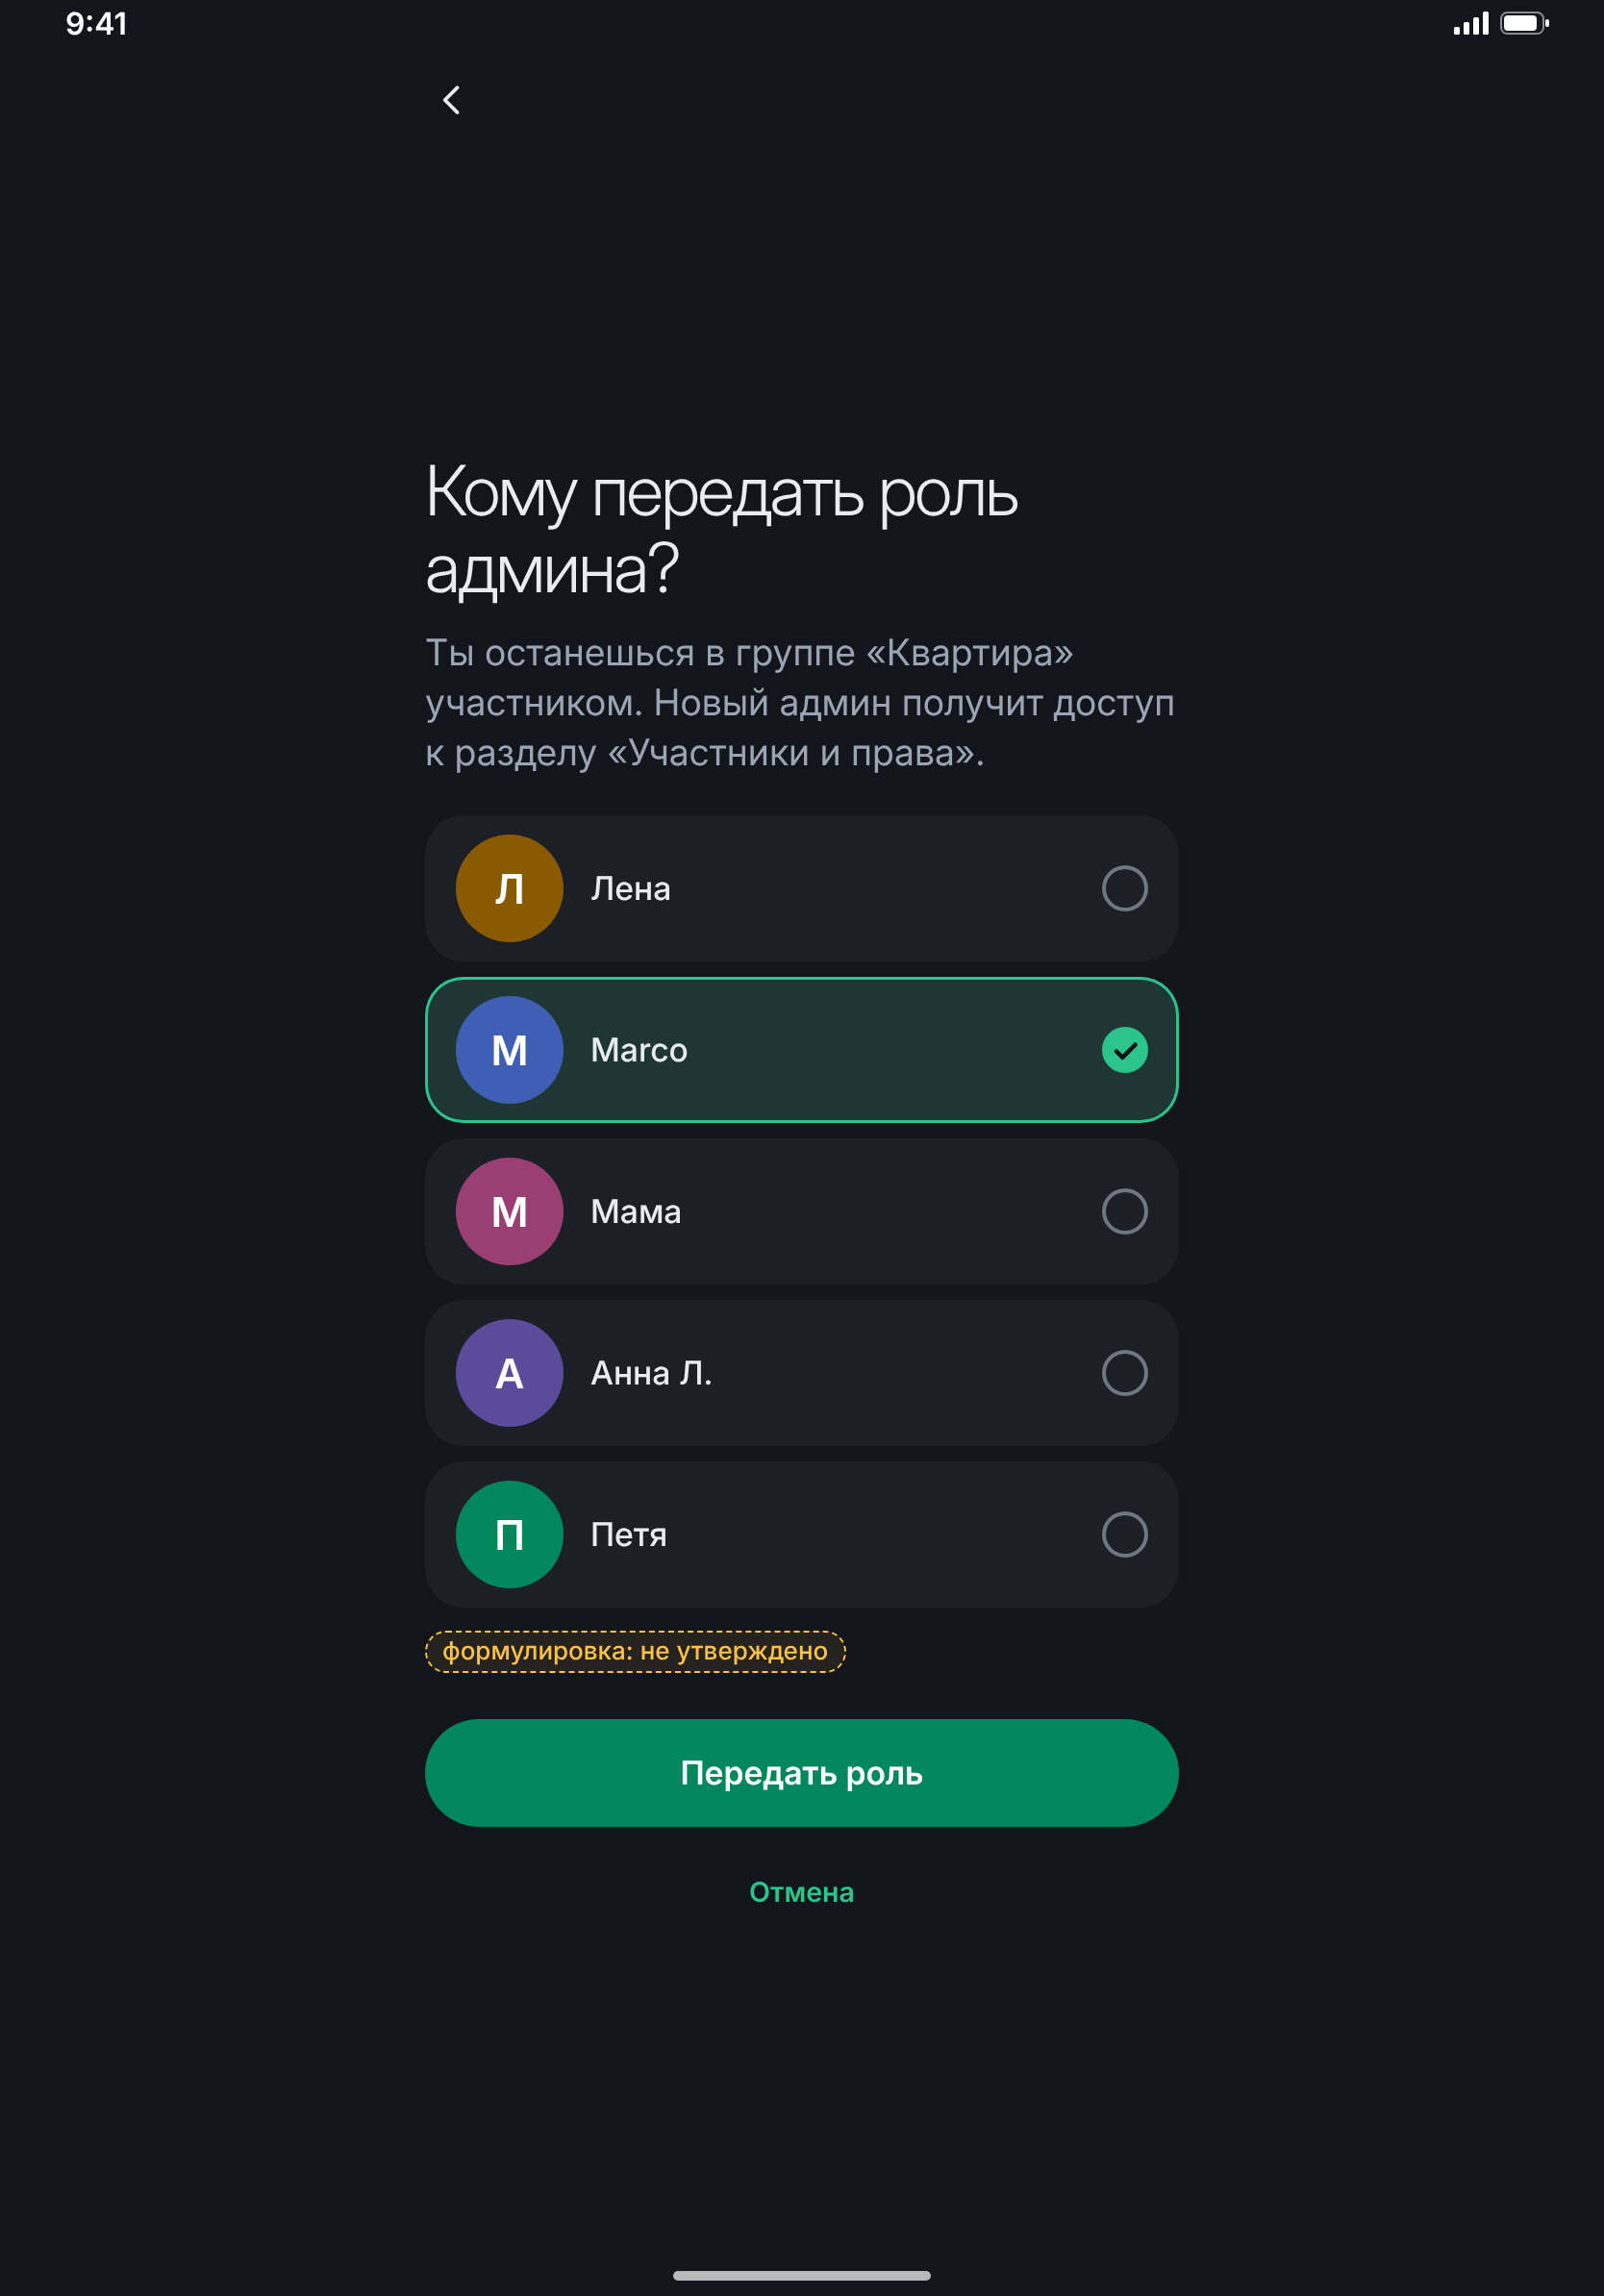 9:41
Кому передать роль
админа?
Ты останешься в группе «Квартира»
участником. Новый админ получит доступ
к разделу «Участники и права».
Л Лена
M Marco
М Мама
А Анна Л.
П Петя
формулировка: не утверждено
Передать роль
Отмена